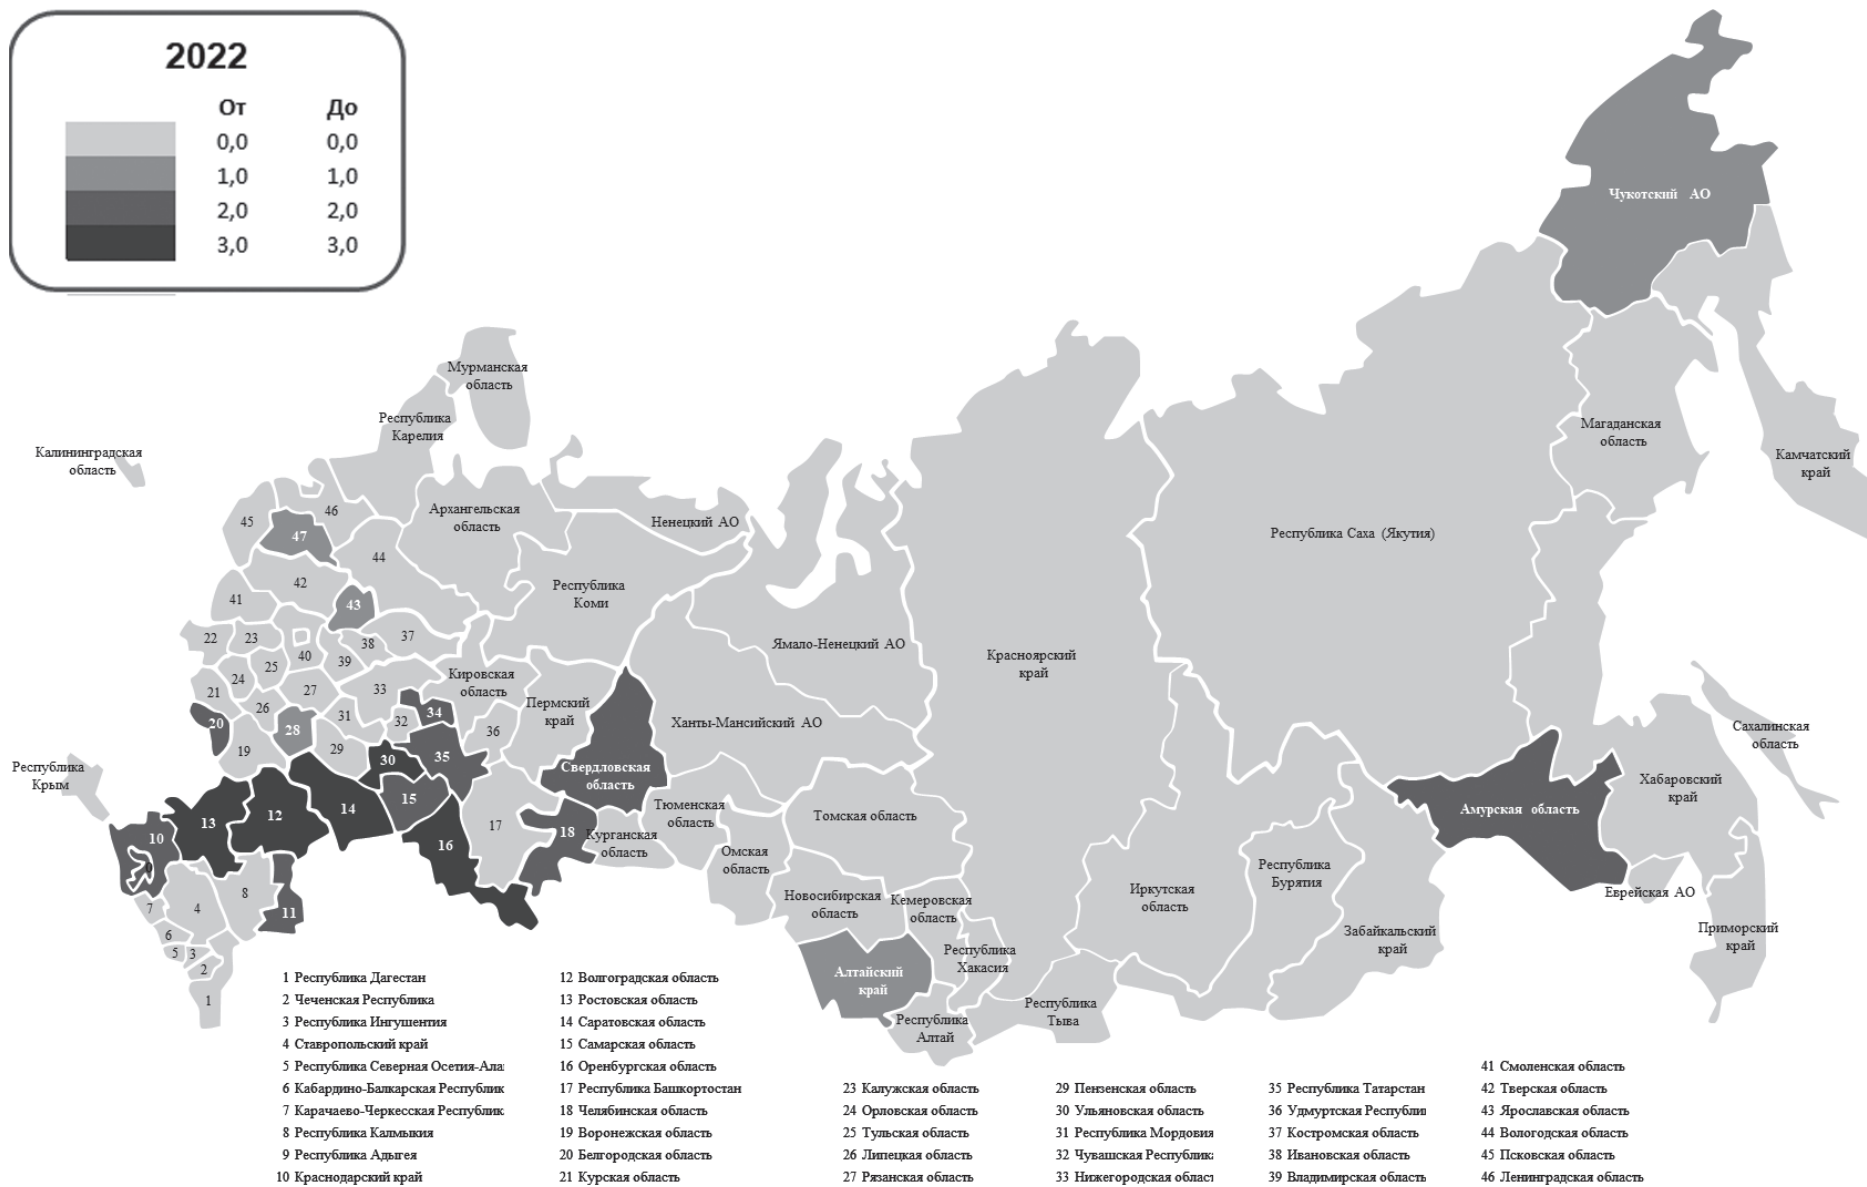 2022
От До
0,0 0,0
1,0 1,0
2,0 2,0
3,0 3,0
Чукотский АО
Мурманская
область
Республика
Карелия
Калининградская
область
Магаданская
область
Камчатский
край
Архангельская
область
Ненецкий АО
Республика Саха (Якутия)
Республика
Коми
Ямало-Ненецкий АО
Красноярский
край
Кировская
область
Пермский
край
Ханты-Мансийский АО
Сахалинская
область
Республика
Крым
Свердловская
область
Хабаровский
край
Тюменская
область
Томская область
Амурская область
Курганская
область
Омская
область
Республика
Бурятия
Новосибирская
область
Кемеровская
область
Иркутская
область
Еврейская АО
Забайкальский
край
Приморский
край
Республика
Хакасия
Алтайский
край
Республика
Тыва
Республика
Алтай
45
46
47
44
42
41
43
22
23
40
38
37
39
25
24
21
27
33
26
20
28
31
32
34
36
19
29
30
35
15
17
18
10
13
12
14
16
9
8
11
7
4
6
5
3
2
1
1 Республика Дагестан
2 Чеченская Республика
3 Республика Ингушентия
4 Ставропольский край
5 Республика Северная Осетия-Ала
6 Кабардино-Балкарская Республик
7 Карачаево-Черкесская Республик
8 Республика Калмыкия
9 Республика Адыгея
10 Краснодарский край
12 Волгоградская область
13 Ростовская область
14 Саратовская область
15 Самарская область
16 Оренбургская область
17 Республика Башкортостан
18 Челябинская область
19 Воронежская область
20 Белгородская область
21 Курская область
23 Калужская область
24 Орловская область
25 Тульская область
26 Липецкая область
27 Рязанская область
29 Пензенская область
30 Ульяновская область
31 Республика Мордовия
32 Чувашская Республика
33 Нижегородская област
35 Республика Татарстан
36 Удмуртская Республи
37 Костромская область
38 Ивановская область
39 Владимирская область
41 Смоленская область
42 Тверская область
43 Ярославская область
44 Вологодская область
45 Псковская область
46 Ленинградская область